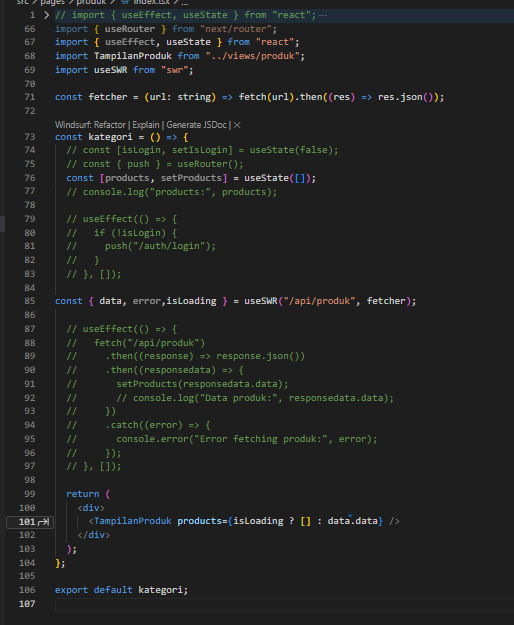 src > pages > produk > index.tsx > ...
1 > // import { useEffect, useState } from "react";...
66 import { useRouter } from "next/router";
67 import { useEffect, useState } from "react";
68 import TampilanProduk from "../views/produk";
69 import useSWR from "swr";
70
71 const fetcher = (url: string) => fetch(url).then((res) => res.json());
72
Windsurf: Refactor | Explain | Generate JSDoc | X
73 const kategori = () => {
74 // const [isLogin, setIsLogin] = useState(false);
75 // const { push } = useRouter();
76 const [products, setProducts] = useState([]);
77 // console.log("products:", products);
78
79 // useEffect(() => {
80 //   if (!isLogin) {
81 //     push("/auth/login");
82 //   }
83 // }, []);
84
85 const { data, error,isLoading } = useSWR("/api/produk", fetcher);
86
87 // useEffect(() => {
88 //   fetch("/api/produk")
89 //     .then((response) => response.json())
90 //     .then((responsedata) => {
91 //       setProducts(responsedata.data);
92 //       // console.log("Data produk:", responsedata.data);
93 //     })
94 //     .catch((error) => {
95 //       console.error("Error fetching produk:", error);
96 //     });
97 // }, []);
98
99 return (
100 <div>
101 <TampilanProduk products={isLoading ? [] : data.data} />
102 </div>
103 );
104 };
105
106 export default kategori;
107